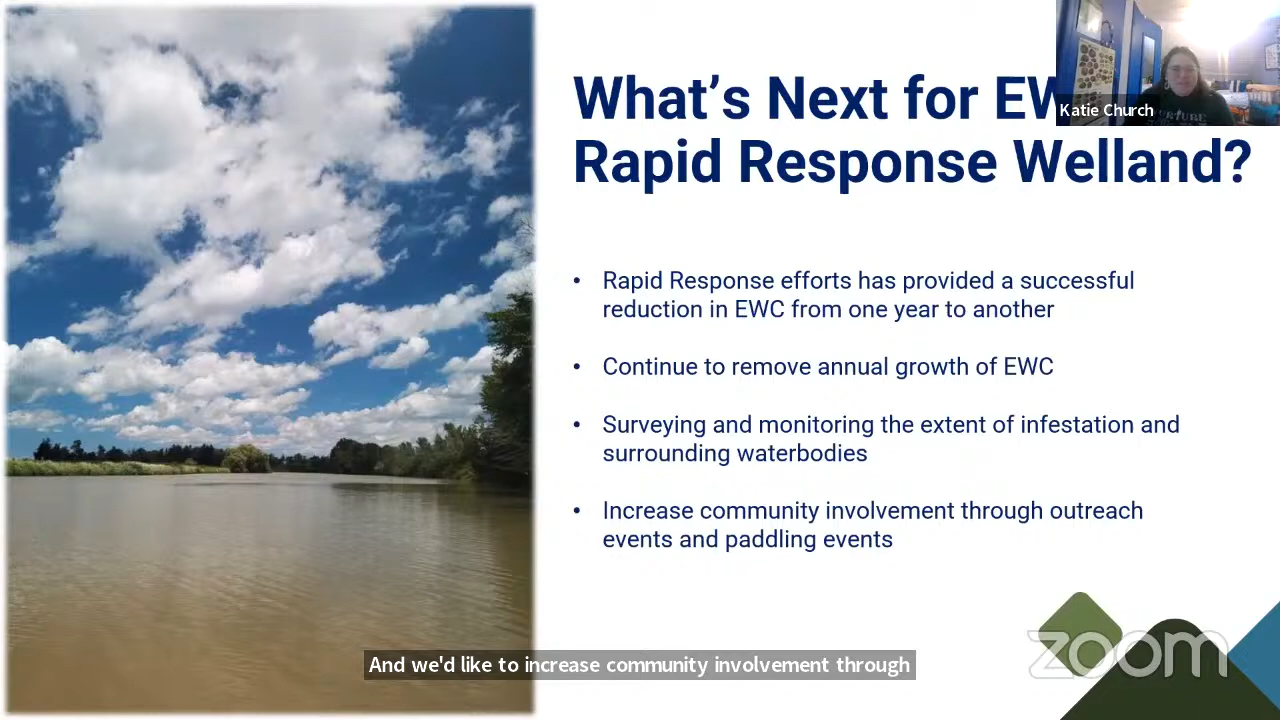 What's Next for EW
Rapid Response Welland?
Katie Church
• Rapid Response efforts has provided a successful
reduction in EWC from one year to another
• Continue to remove annual growth of EWC
• Surveying and monitoring the extent of infestation and
surrounding waterbodies
• Increase community involvement through outreach
events and paddling events
And we'd like to increase community involvement through
zoom